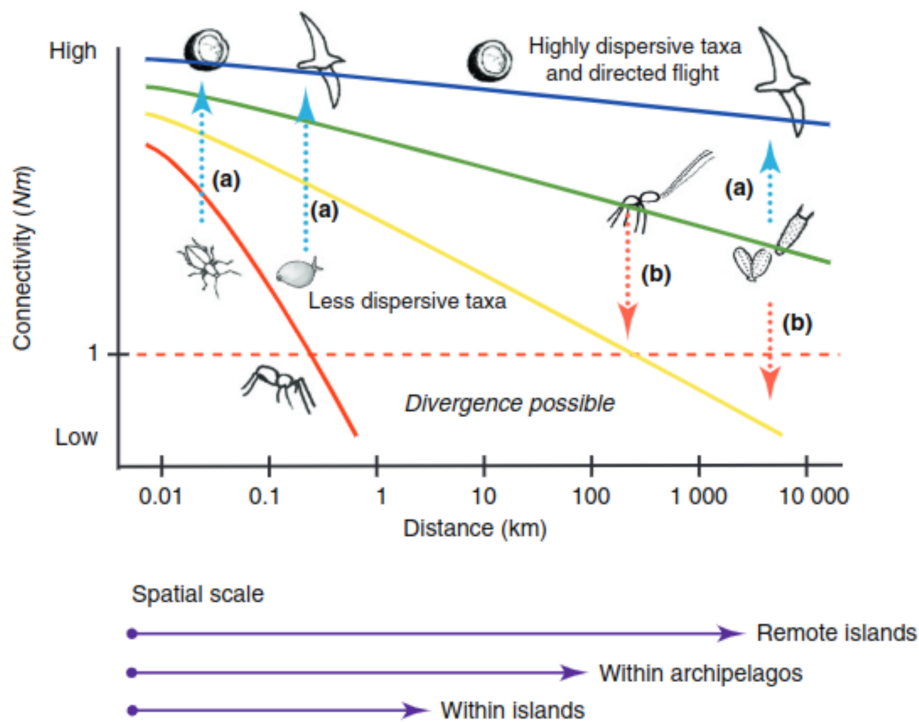 High
Highly dispersive taxa
and directed flight
(a)
(a)
(a)
(b)
(b)
Less dispersive taxa
Connectivity (Nm)
1
Divergence possible
Low
0.01 0.1 1 10 100 1 000 10 000
Distance (km)
Spatial scale
Remote islands
Within archipelagos
Within islands